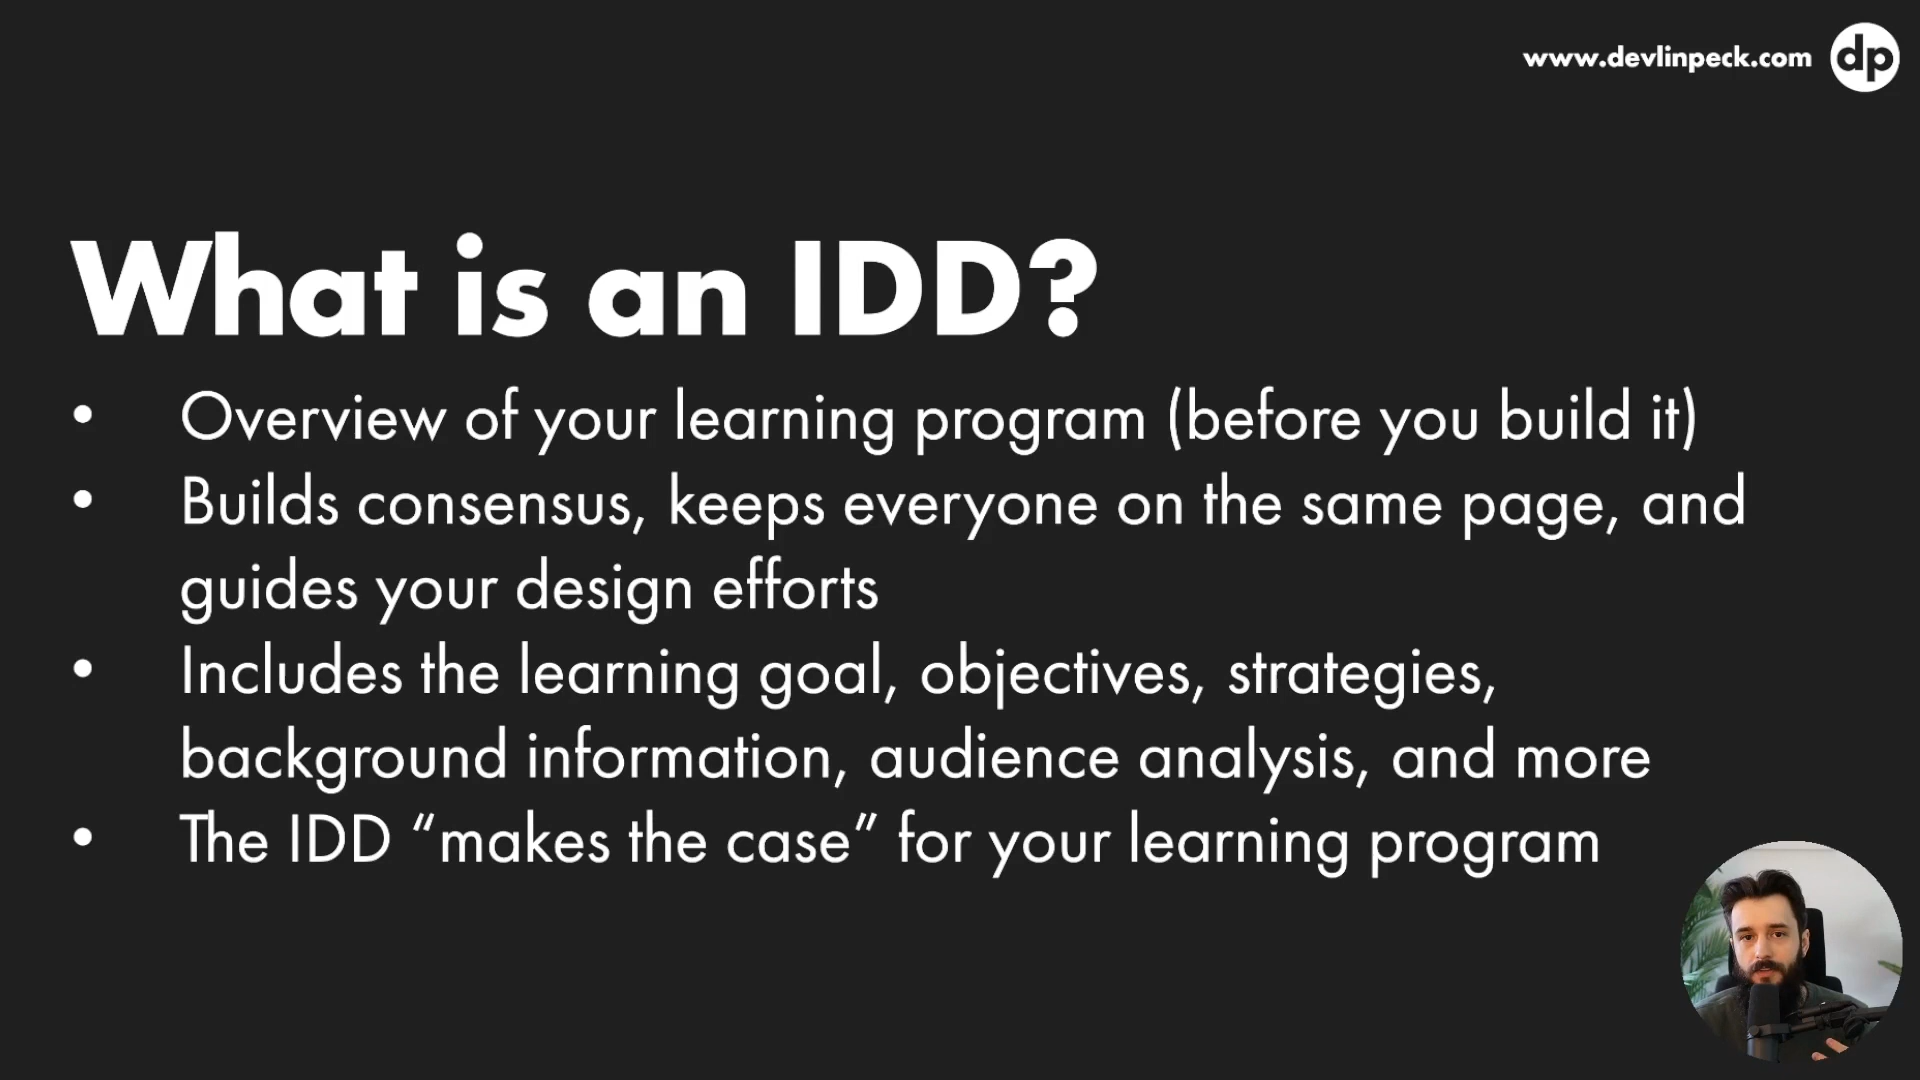 www.devlinpeck.com dp
What is an IDD?
• Overview of your learning program (before you build it)
• Builds consensus, keeps everyone on the same page, and
guides your design efforts
• Includes the learning goal, objectives, strategies,
background information, audience analysis, and more
• The IDD “makes the case” for your learning program